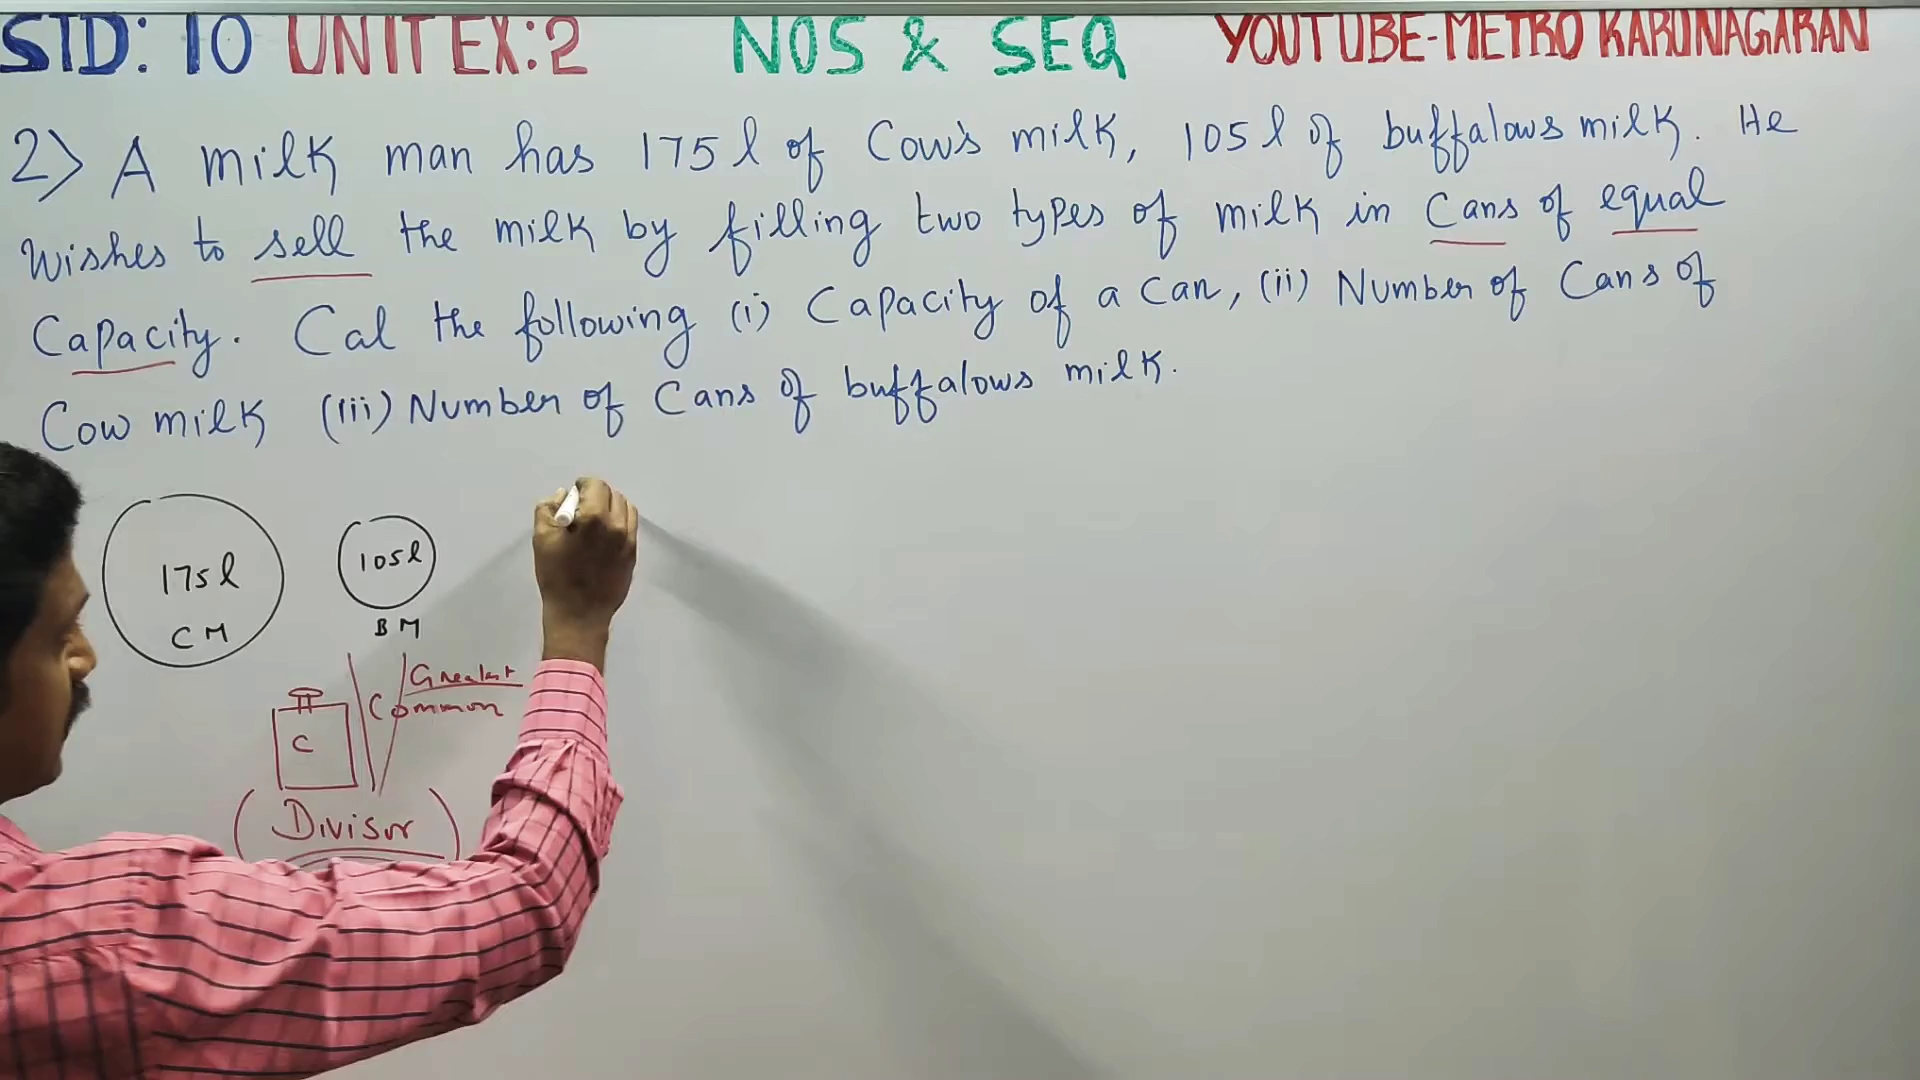 STD: 10 UNIT EX:2 NOS & SEQ YOUTUBE-METRO KARUNAGARAN
2) A milk man has 175 l of Cow's milk, 105 l of buffalows milk. He
wishes to sell the milk by filling two types of milk in Cans of equal
Capacity. Cal the following (i) Capacity of a can, (ii) Number of Cans of
Cow milk (iii) Number of Cans of buffalows milk.
175l
CM
105l
BM
Greatest
Common
C
Divisor